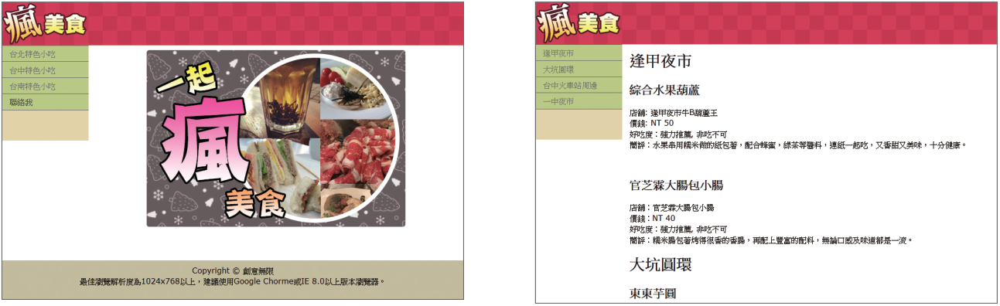 瘋美食
台北特色小吃
台中特色小吃
台南特色小吃
聯絡我
一起
瘋
美食
Copyright © 創意無限
最佳瀏覽解析度為1024x768以上，建議使用Google Chorme或IE 8.0以上版本瀏覽器。
瘋美食
逢甲夜市
大坑圓環
台中火車站周邊
一中夜市
逢甲夜市
綜合水果葫蘆
店舖: 逢甲夜市牛B葫蘆王
價錢: NT 50
好吃度：強力推薦, 非吃不可
簡評：水果串用糯米做的紙包著，配合蜂蜜，綠茶等醬料，連紙一起吃，又香甜又美味，十分健康。
官芝霖大腸包小腸
店舖：官芝霖大腸包小腸
價錢：NT 40
好吃度：強力推薦, 非吃不可
簡評：糯米腸包著烤得很香的香腸，再配上豐富的配料，無論口感及味道都是一流。
大坑圓環
東東芋圓